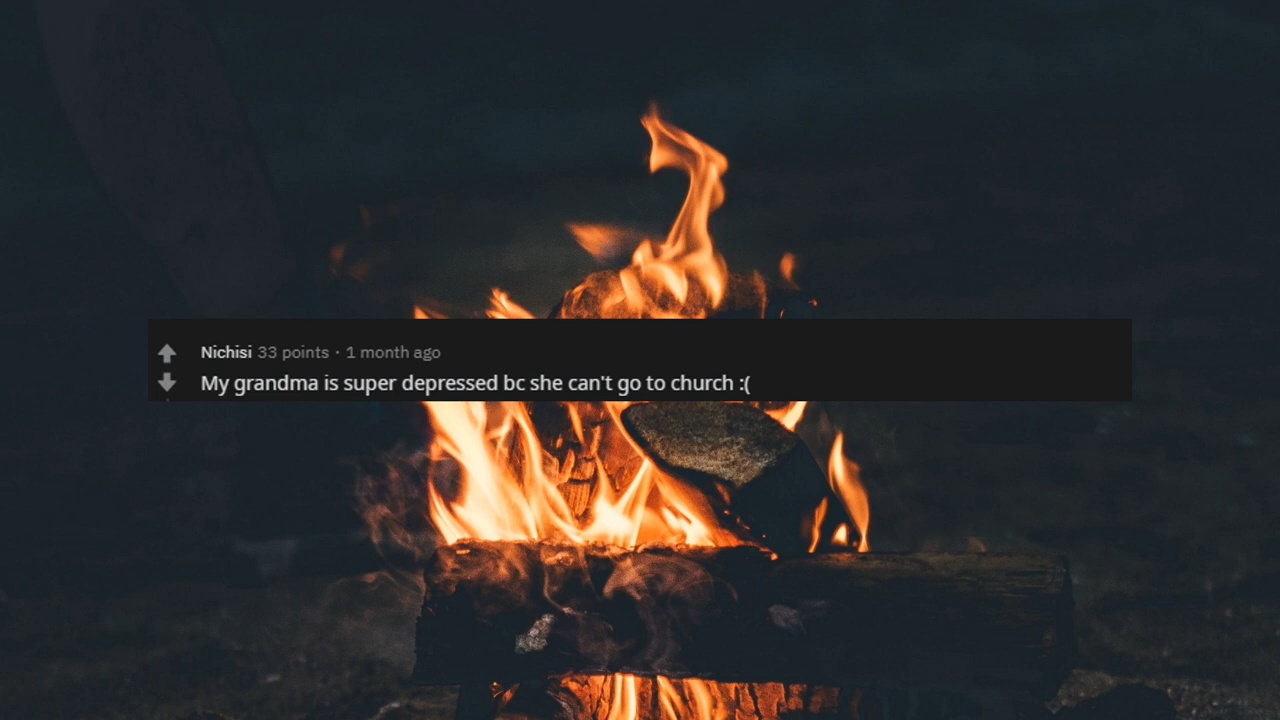 Nichisi 33 points · 1 month ago
My grandma is super depressed bc she can't go to church :(